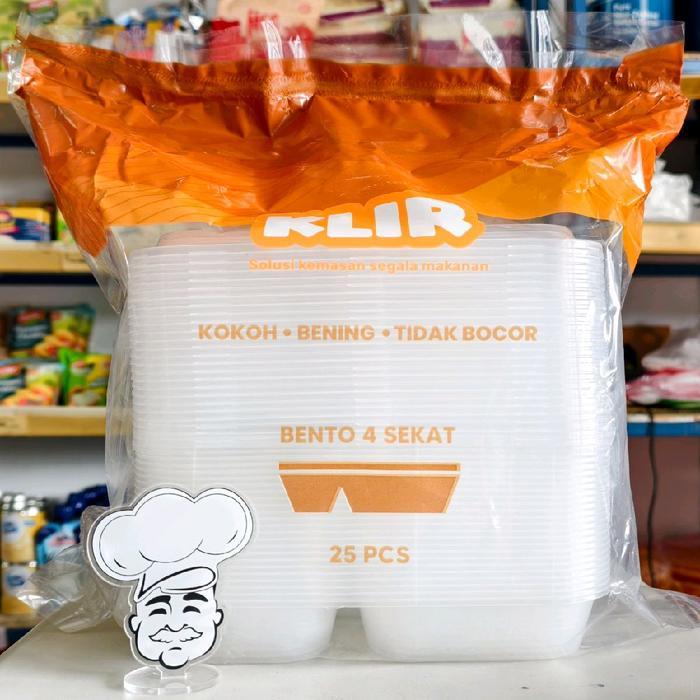 KLIR
Solusi kemasan segala makanan
KOKOH • BENING • TIDAK BOCOR
BENTO 4 SEKAT
25 PCS